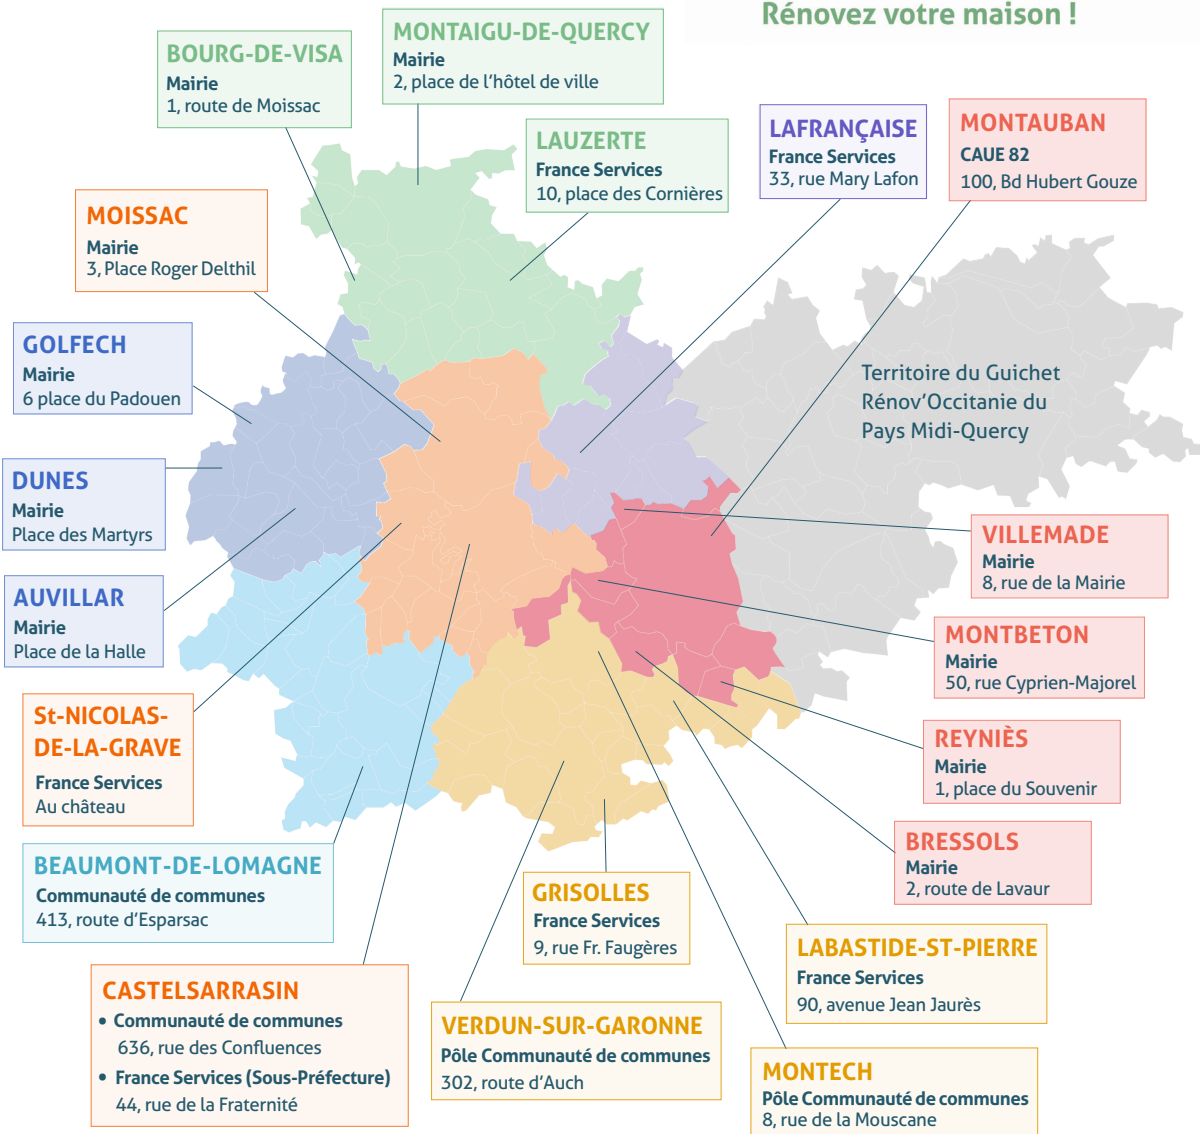 Rénovez votre maison !
BOURG-DE-VISA
Mairie
1, route de Moissac
MONTAIGU-DE-QUERCY
Mairie
2, place de l'hôtel de ville
LAUZERTE
France Services
10, place des Cornières
LAFRANÇAISE
France Services
33, rue Mary Lafon
MONTAUBAN
CAUE 82
100, Bd Hubert Gouze
MOISSAC
Mairie
3, Place Roger Delthil
GOLFECH
Mairie
6 place du Padouen
Territoire du Guichet
Rénov'Occitanie du
Pays Midi-Quercy
DUNES
Mairie
Place des Martyrs
AUVILLAR
Mairie
Place de la Halle
VILLEMADE
Mairie
8, rue de la Mairie
MONTBETON
Mairie
50, rue Cyprien-Majorel
St-NICOLAS-
DE-LA-GRAVE
France Services
Au château
REYNIÈS
Mairie
1, place du Souvenir
BRESSOLS
Mairie
2, route de Lavaur
BEAUMONT-DE-LOMAGNE
Communauté de communes
413, route d'Esparsac
GRISOLLES
France Services
9, rue Fr. Faugères
LABASTIDE-ST-PIERRE
France Services
90, avenue Jean Jaurès
CASTELSARRASIN
• Communauté de communes
636, rue des Confluences
• France Services (Sous-Préfecture)
44, rue de la Fraternité
VERDUN-SUR-GARONNE
Pôle Communauté de communes
302, route d'Auch
MONTECH
Pôle Communauté de communes
8, rue de la Mouscane